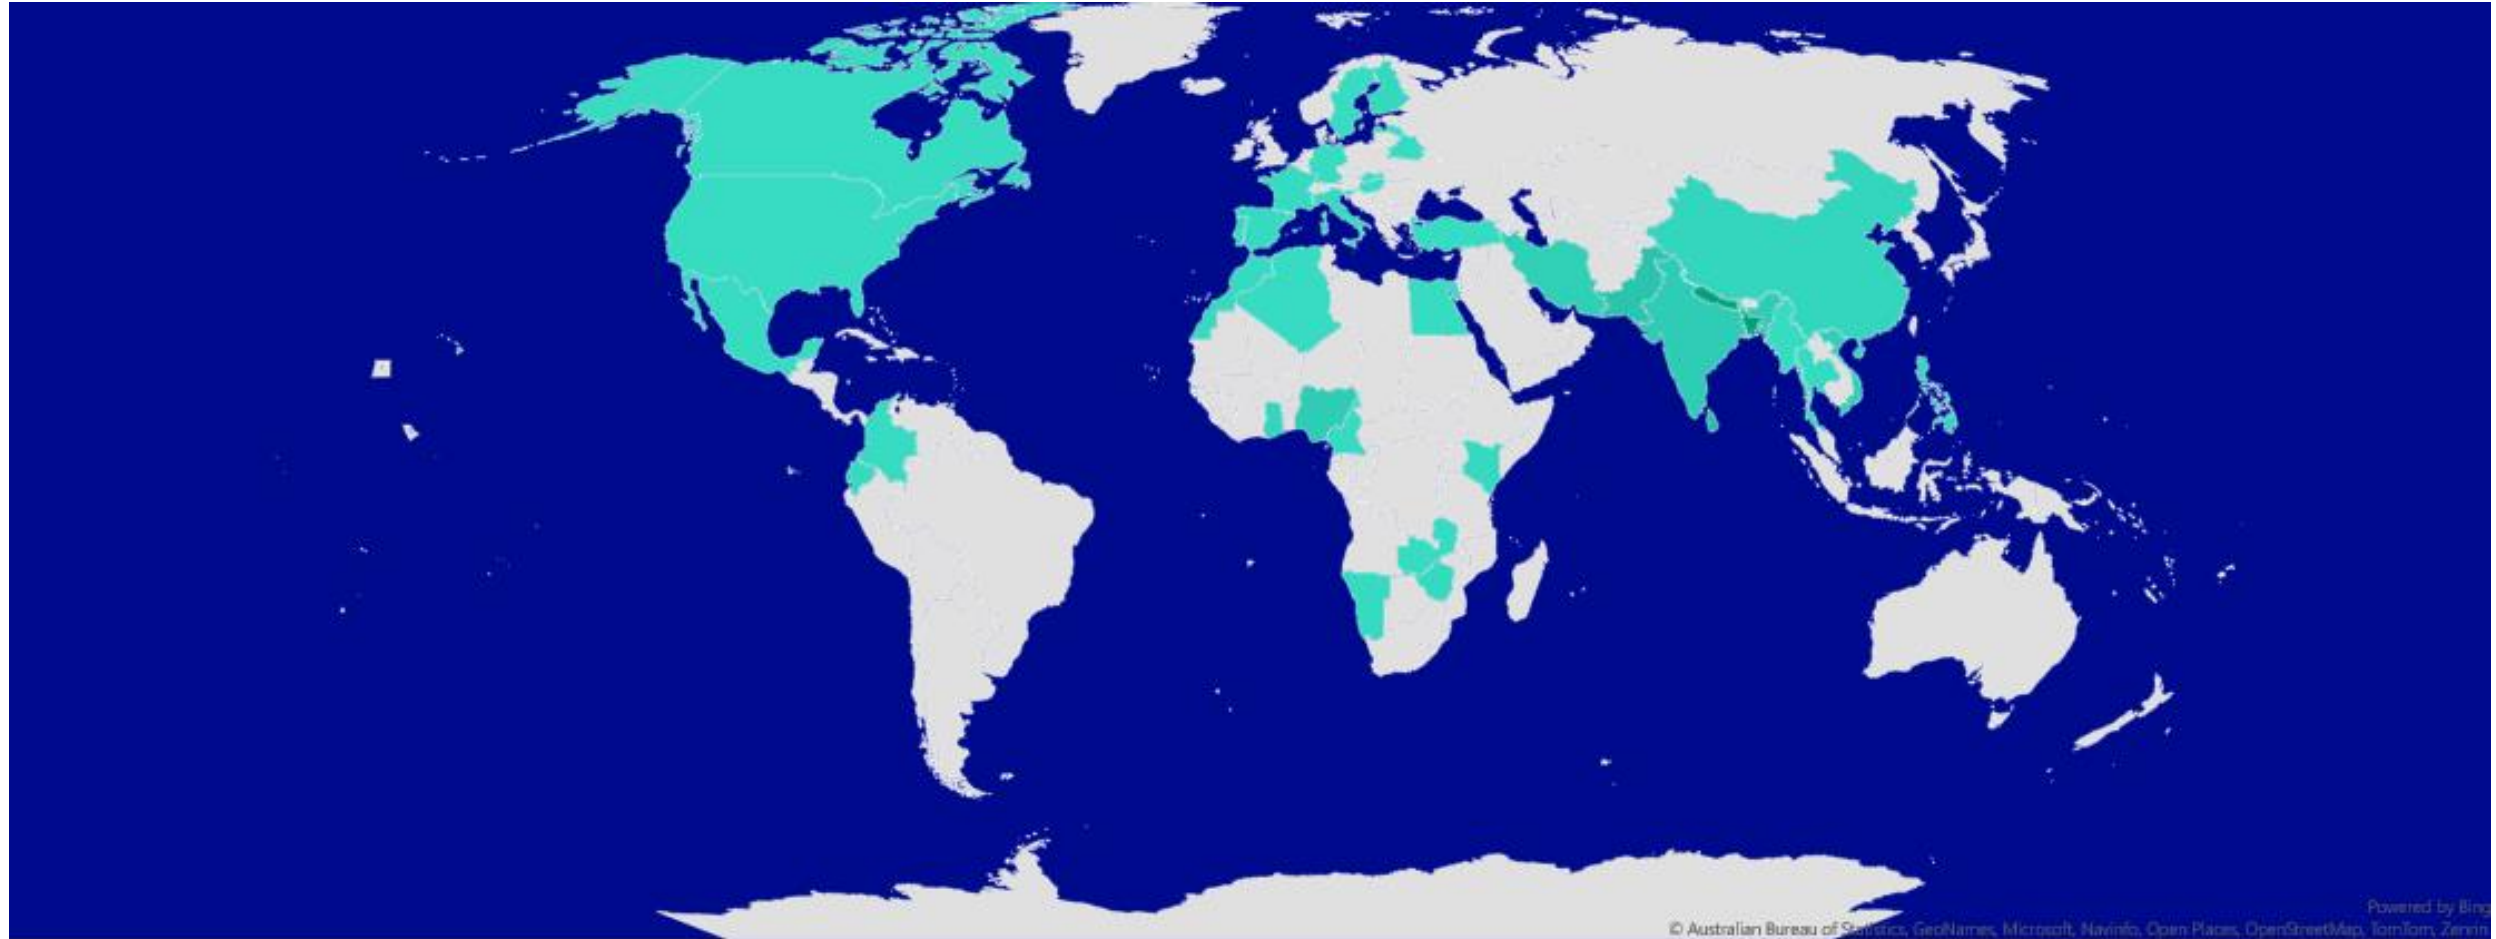 Powered by Bing
© Australian Bureau of Statistics, GeoNames, Microsoft, Navinfo, Open Places, OpenStreetMap, TomTom, Zenrin